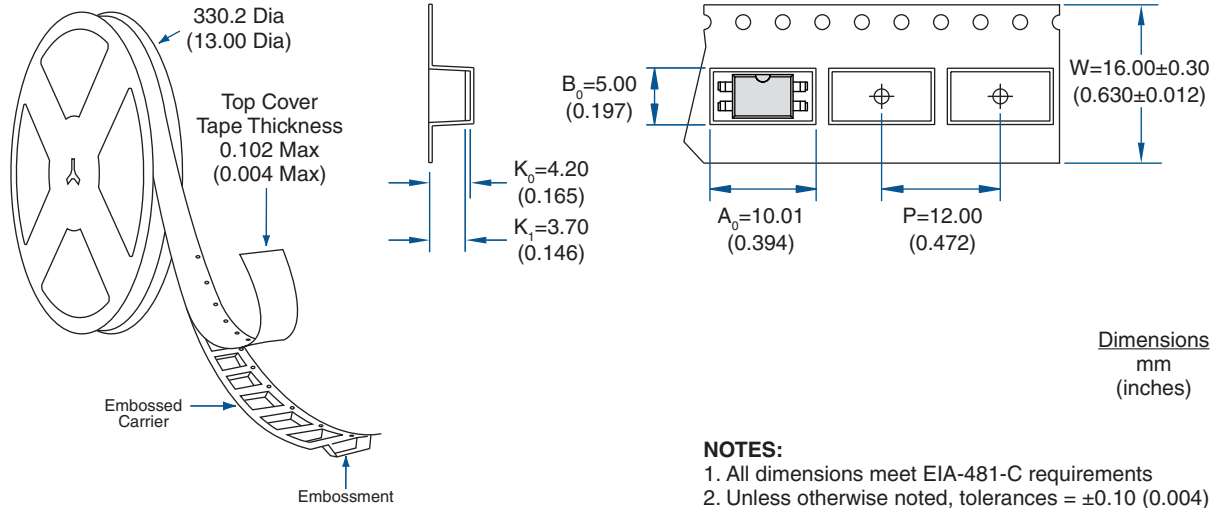 330.2 Dia
(13.00 Dia)
Top Cover
Tape Thickness
0.102 Max
(0.004 Max)
Embossed
Carrier
Embossment
K₀=4.20
(0.165)
K₁=3.70
(0.146)
B₀=5.00
(0.197)
W=16.00±0.30
(0.630±0.012)
A₀=10.01
(0.394)
P=12.00
(0.472)
Dimensions
mm
(inches)
NOTES:
1. All dimensions meet EIA-481-C requirements
2. Unless otherwise noted, tolerances = ±0.10 (0.004)